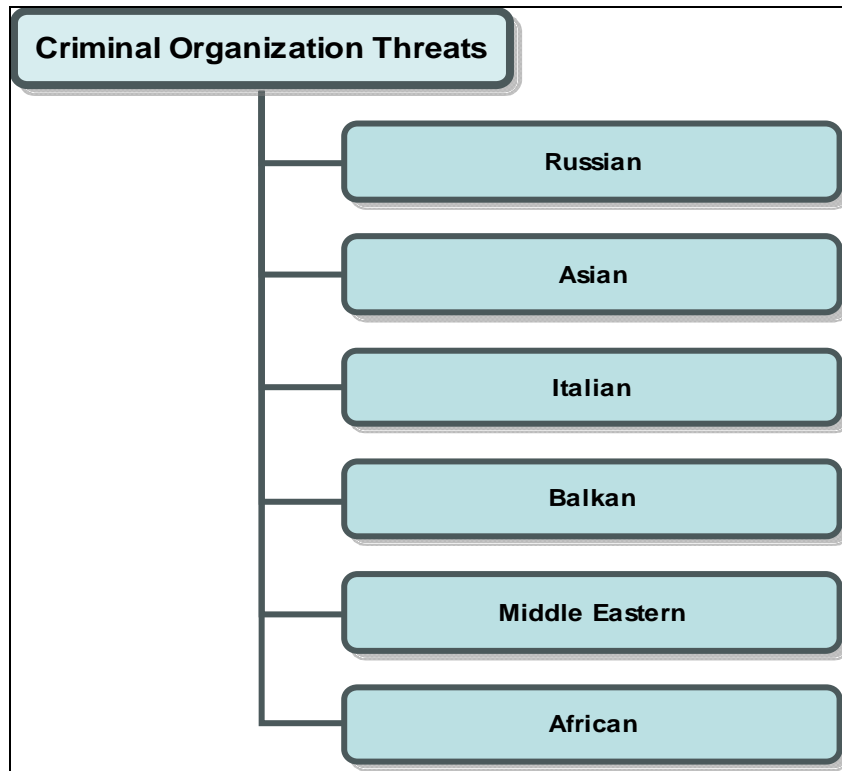 Criminal Organization Threats
Russian
Asian
Italian
Balkan
Middle Eastern
African